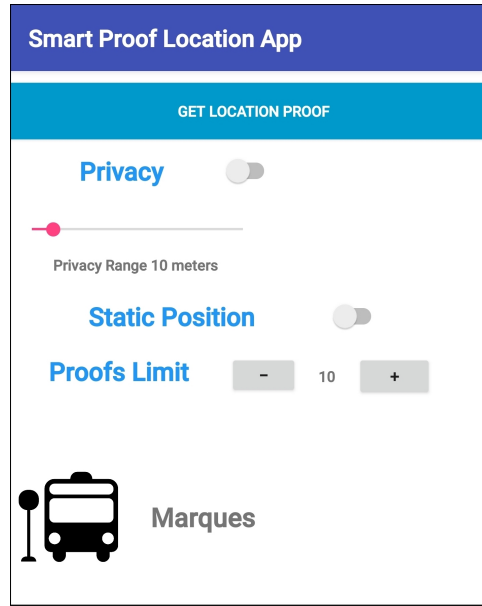 Smart Proof Location App
GET LOCATION PROOF
Privacy
Privacy Range 10 meters
Static Position
Proofs Limit - 10 +
Marques